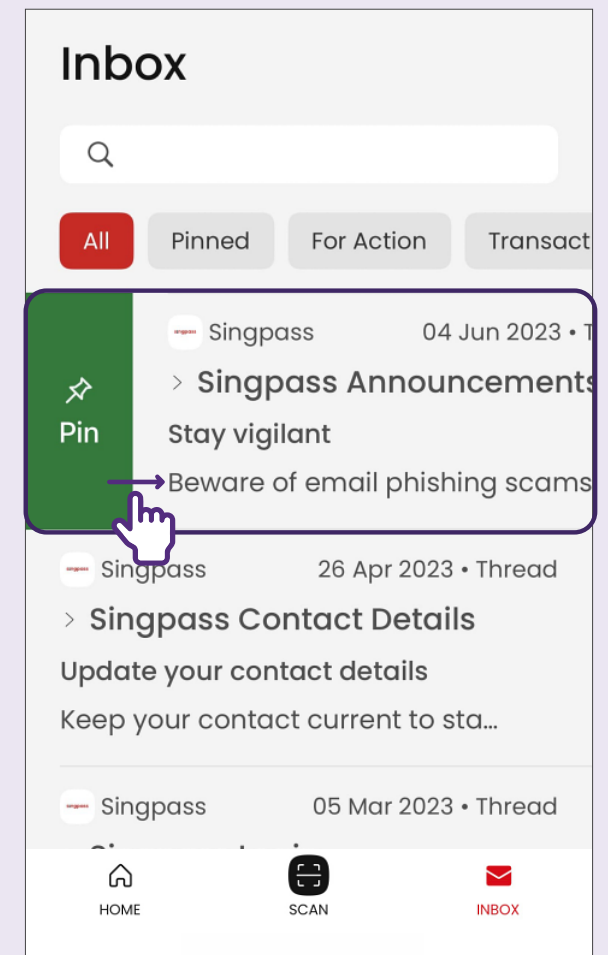 Inbox
All Pinned For Action Transact
Singpass 04 Jun 2023 • T
> Singpass Announcements
Pin
Stay vigilant
Beware of email phishing scams
Singpass 26 Apr 2023 • Thread
> Singpass Contact Details
Update your contact details
Keep your contact current to sta...
Singpass 05 Mar 2023 • Thread
HOME SCAN INBOX